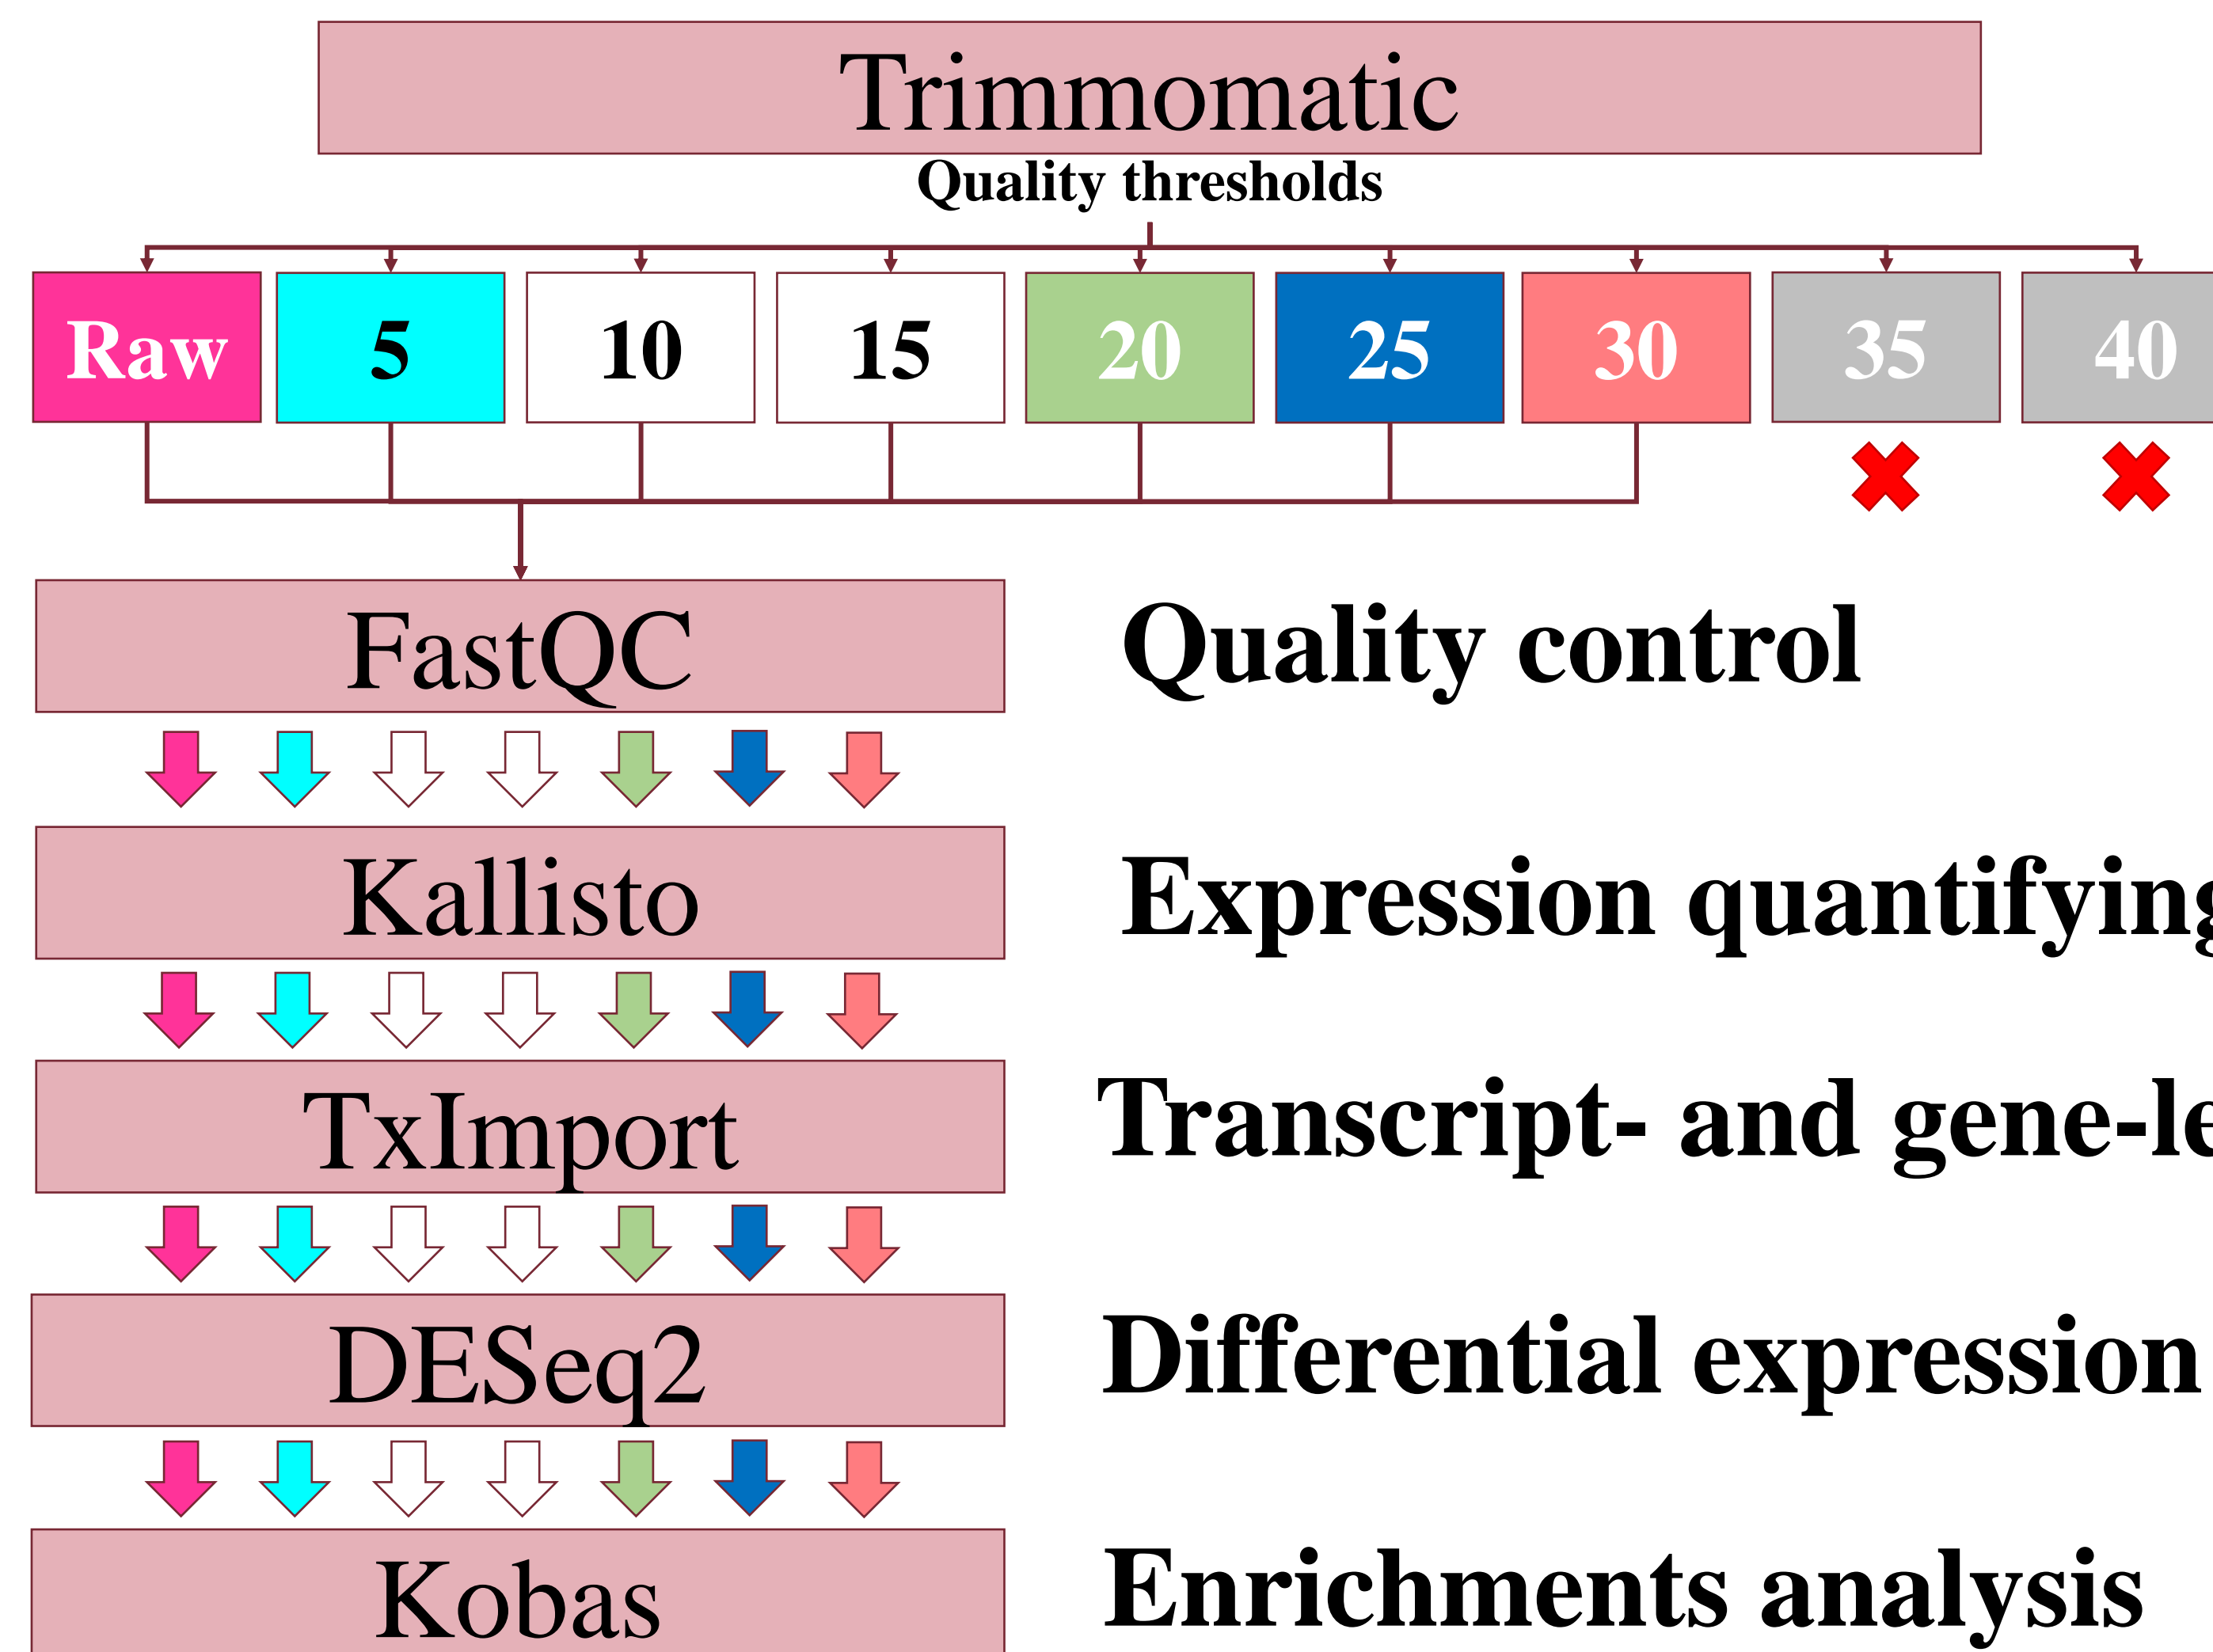 Trimmomatic
Quality thresholds
Raw 5 10 15 20 25 30 35 40
FastQC Quality control
Kallisto Expression quantifying
TxImport Transcript- and gene-le
DESeq2 Differential expression
Kobas Enrichments analysis